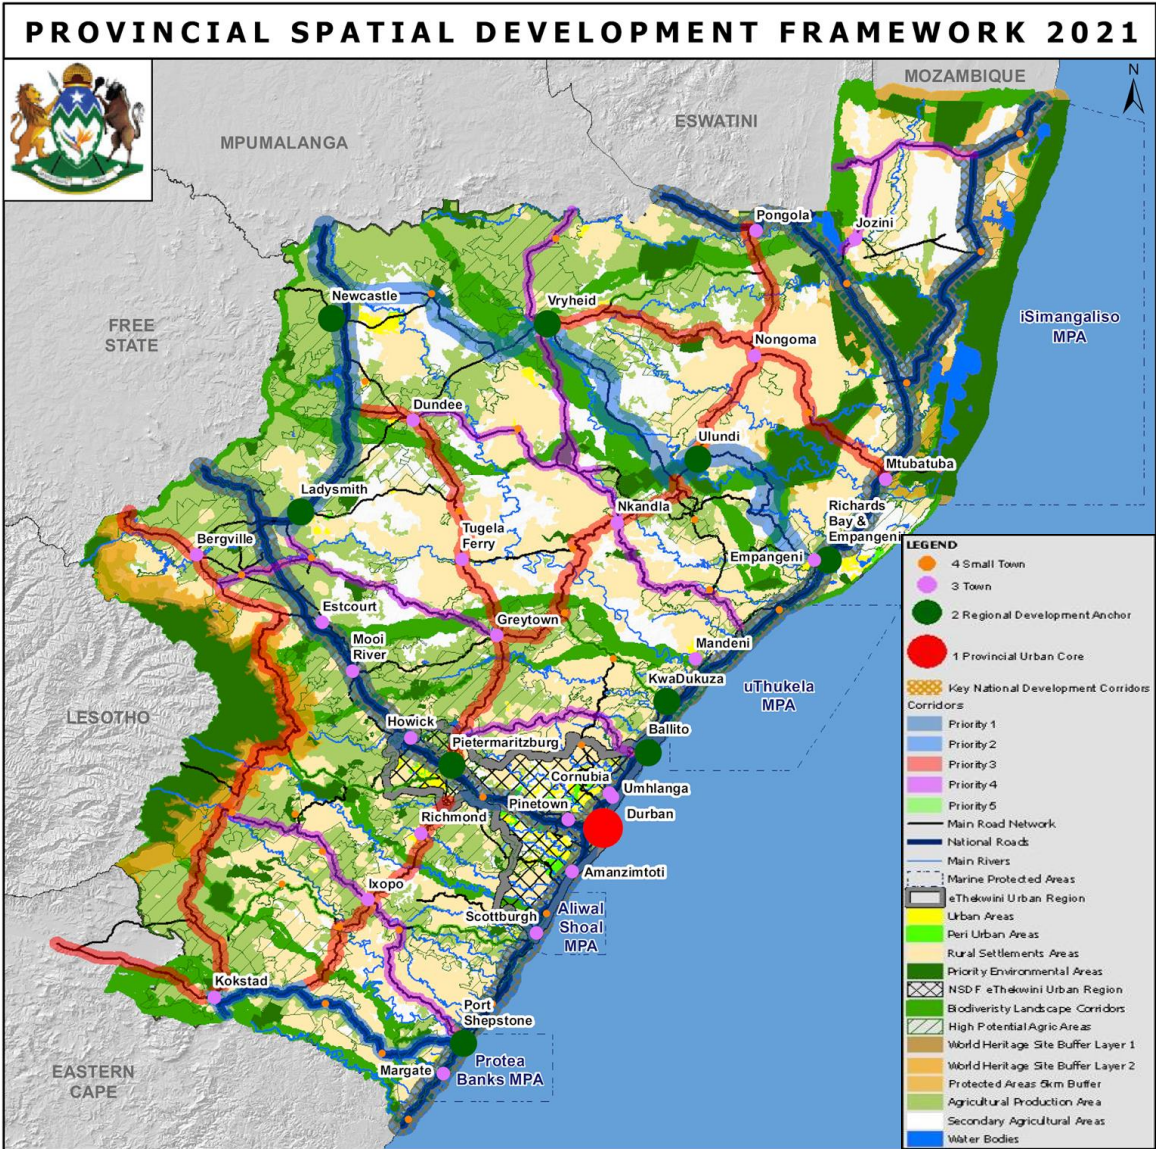 PROVINCIAL SPATIAL DEVELOPMENT FRAMEWORK 2021
MOZAMBIQUE
N
ESWATINI
MPUMALANGA
Pongola
Jozini
Newcastle
Vryheid
FREE
STATE
iSimangaliso
MPA
Nongoma
Dundee
Ulundi
Mtubatuba
Ladysmith
Richards
Bay &
Empangeni
Nkandla
Tugela
Ferry
Bergville
Empangeni
Estcourt
Greytown
Mooi
River
Mandeni
KwaDukuza
uThukela
MPA
LESOTHO
Howick
Ballito
Pietermaritzburg
Cornubia
Umhlanga
Pinetown
Durban
Richmond
Amanzimtoti
Ixopo
Scottburgh
Aliwal
Shoal
MPA
Kokstad
Port
Shepstone
Protea
Banks MPA
Margate
EASTERN
CAPE
LEGEND
4 Small Town
3 Town
2 Regional Development Anchor
1 Provincial Urban Core
Key National Development Corridors
Corridors
Priority 1
Priority 2
Priority 3
Priority 4
Priority 5
Main Road Network
National Roads
Main Rivers
Marine Protected Areas
eThekwini Urban Region
Urban Areas
Peri Urban Areas
Rural Settlements Areas
Priority Environmental Areas
NSDF eThekwini Urban Region
Biodiveristy Landscape Corridors
High Potential Agric Areas
World Heritage Site Buffer Layer 1
World Heritage Site Buffer Layer 2
Protected Areas 5km Buffer
Agricultural Production Area
Secondary Agricultural Areas
Water Bodies